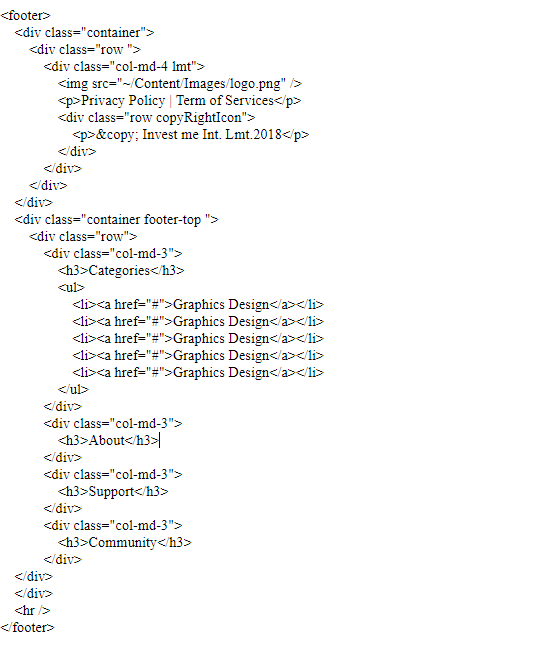 <footer>
<div class="container">
<div class="row ">
<div class="col-md-4 lmt">
<img src="~/Content/Images/logo.png" />
<p>Privacy Policy | Term of Services</p>
<div class="row copyRightIcon">
<p>&copy; Invest me Int. Lmt.2018</p>
</div>
</div>
</div>
</div>
<div class="container footer-top ">
<div class="row">
<div class="col-md-3">
<h3>Categories</h3>
<ul>
<li><a href="#">Graphics Design</a></li>
<li><a href="#">Graphics Design</a></li>
<li><a href="#">Graphics Design</a></li>
<li><a href="#">Graphics Design</a></li>
<li><a href="#">Graphics Design</a></li>
</ul>
</div>
<div class="col-md-3">
<h3>About</h3>
</div>
<div class="col-md-3">
<h3>Support</h3>
</div>
<div class="col-md-3">
<h3>Community</h3>
</div>
</div>
</div>
<hr />
</footer>